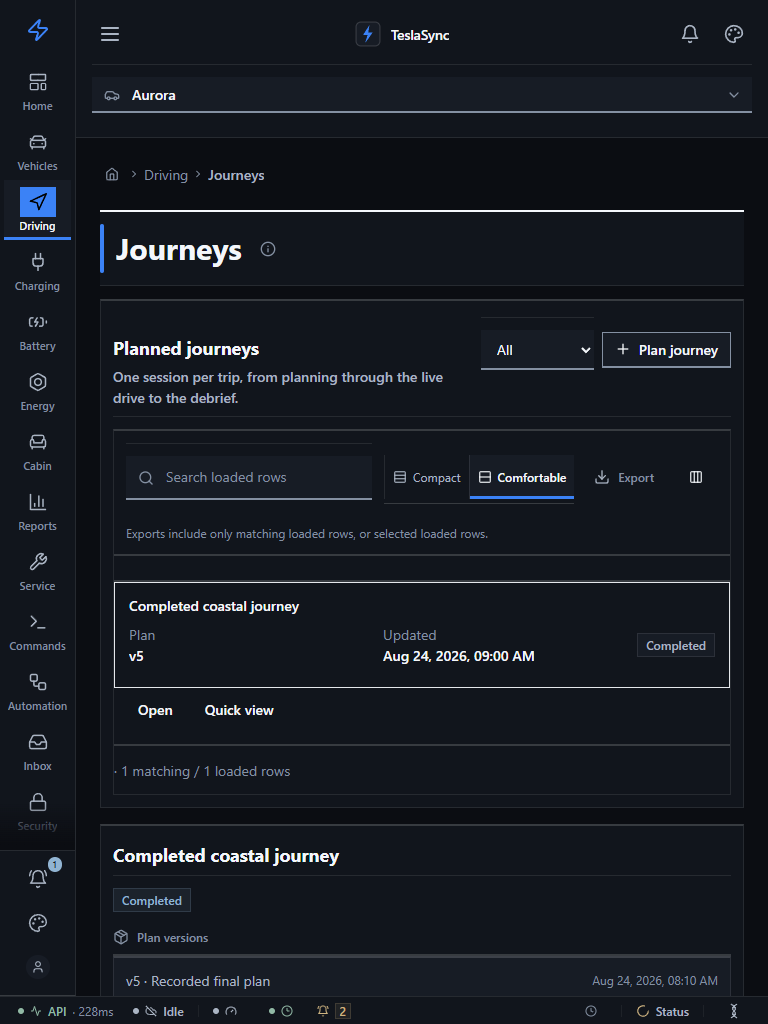 TeslaSync
Aurora
Home
Vehicles
Driving
Charging
Battery
Energy
Cabin
Reports
Service
Commands
Automation
Inbox
Security
1
Driving › Journeys
Journeys
Planned journeys
One session per trip, from planning through the live
drive to the debrief.
All
+ Plan journey
Search loaded rows
Compact
Comfortable
Export
Exports include only matching loaded rows, or selected loaded rows.
Completed coastal journey
Plan
v5
Updated
Aug 24, 2026, 09:00 AM
Completed
Open
Quick view
· 1 matching / 1 loaded rows
Completed coastal journey
Completed
Plan versions
v5 · Recorded final plan
Aug 24, 2026, 08:10 AM
API · 228ms
Idle
2
Status